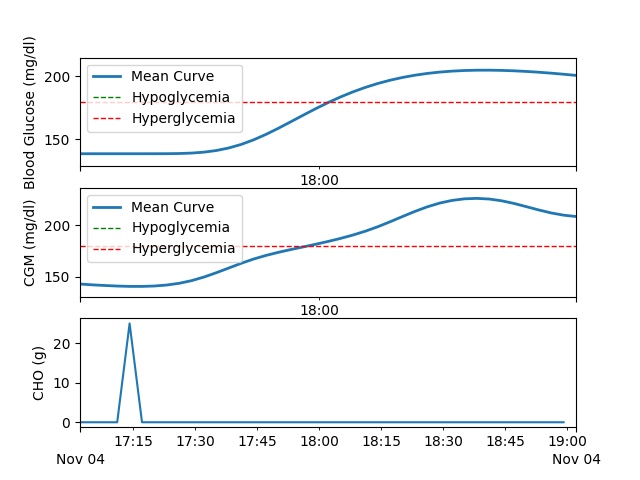 Blood Glucose (mg/dl)
200
150
Mean Curve
Hypoglycemia
Hyperglycemia
18:00
CGM (mg/dl)
200
150
Mean Curve
Hypoglycemia
Hyperglycemia
18:00
CHO (g)
20
10
0
17:15 17:30 17:45 18:00 18:15 18:30 18:45 19:00
Nov 04 Nov 04